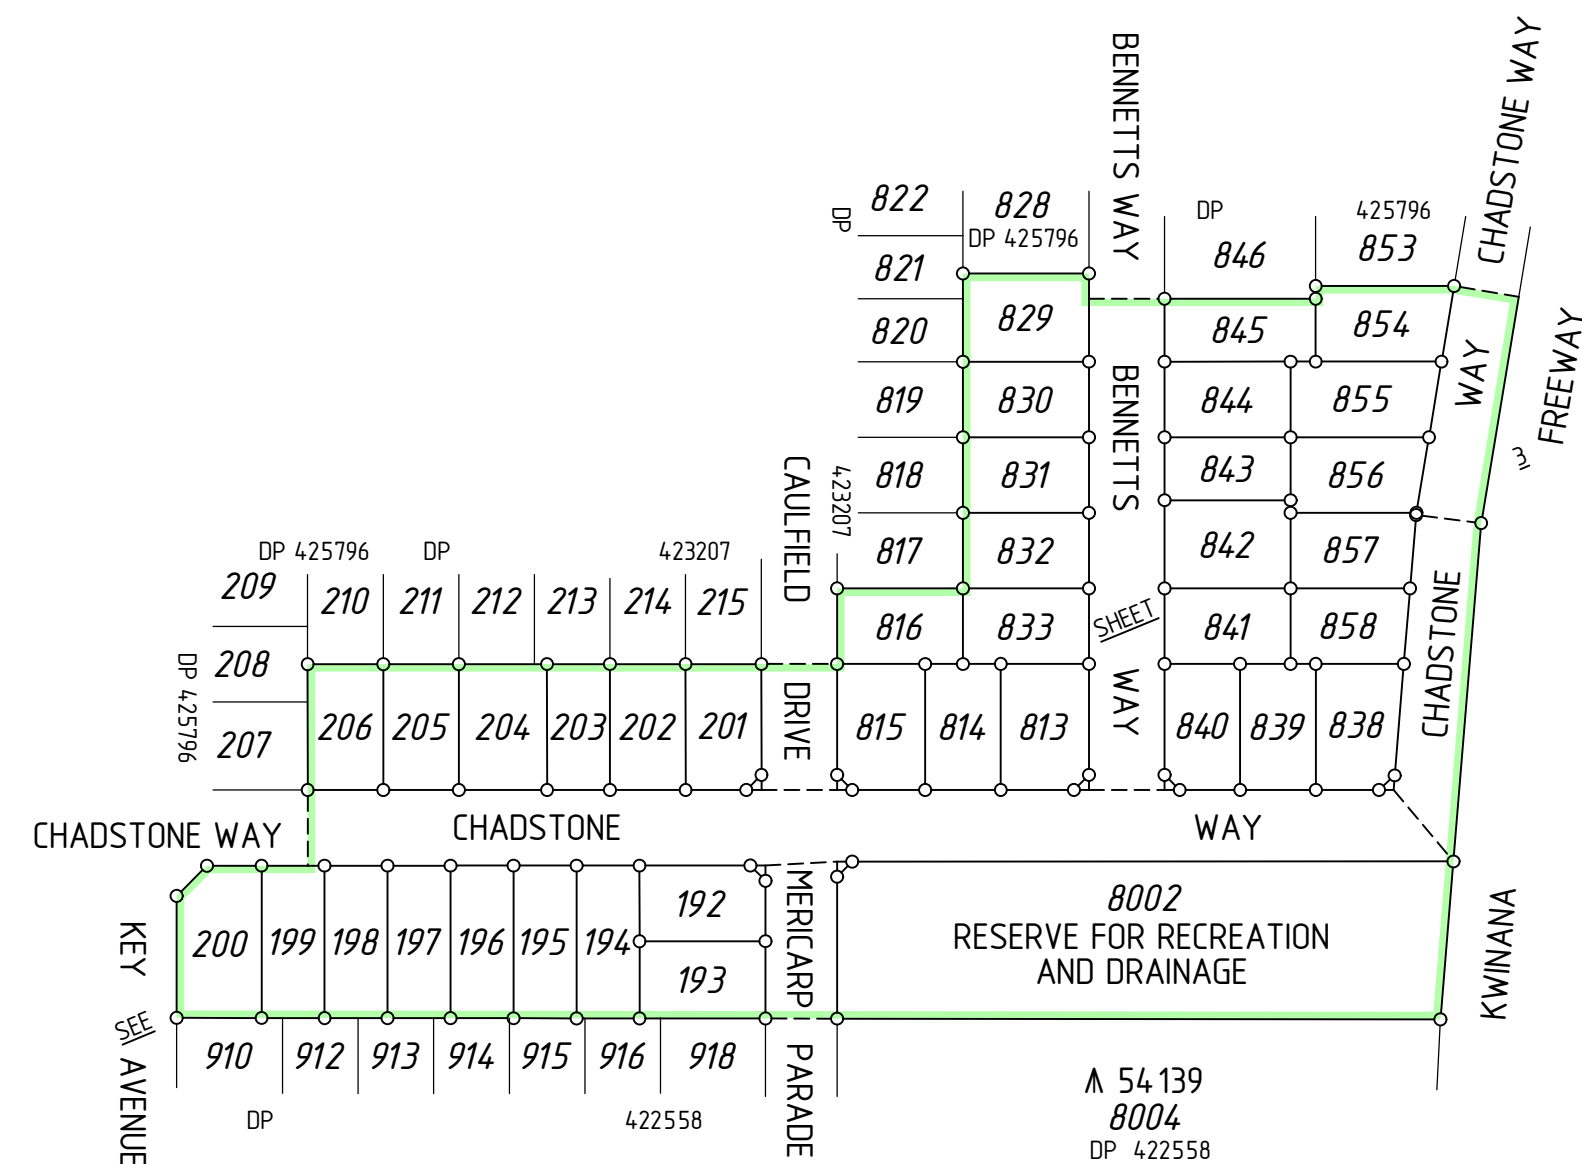 CHADSTONE WAY
BENNETTS WAY
822
828
DP
425796
DP
DP 425796
846
853
821
829
820
845
854
WAY
FREEWAY
3
819
830
BENNETTS
844
855
CAULFIELD
423207
818
831
843
856
817
832
842
857
DP 425796
DP
423207
209
210
211
212
213
214
215
816
833
SHEET
841
858
CHADSTONE
208
DP 425796
207
206
205
204
203
202
201
DRIVE
815
814
813
WAY
840
839
838
CHADSTONE WAY
CHADSTONE
WAY
KEY
200
199
198
197
196
195
194
192
193
MERICARP
8002
RESERVE FOR RECREATION
AND DRAINAGE
KWINANA
SEE
AVENUE
910
912
913
914
915
916
918
PARADE
DP
422558
54139
8004
DP 422558